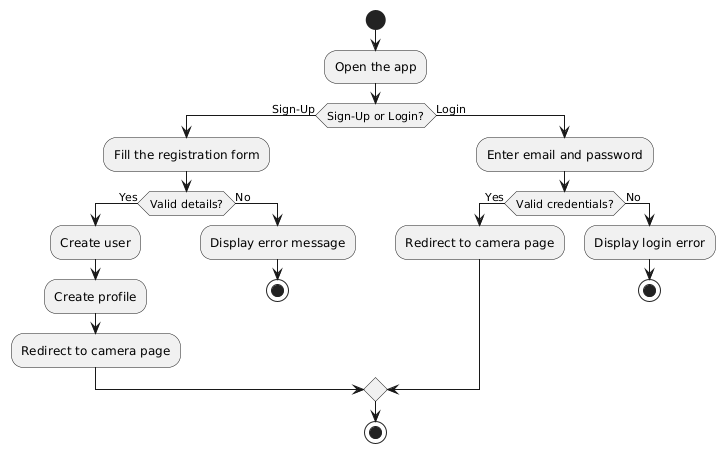 Open the app
Sign-Up
Sign-Up or Login?
Login
Fill the registration form
Enter email and password
Yes
Valid details?
No
Yes
Valid credentials?
No
Create user
Display error message
Redirect to camera page
Display login error
Create profile
Redirect to camera page